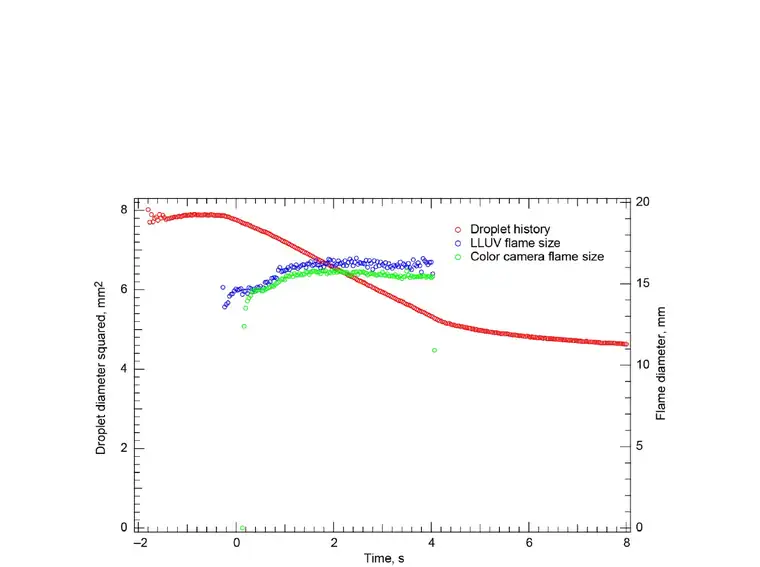 8
6
4
2
0
Droplet diameter squared, mm2
20
15
10
5
0
Flame diameter, mm
Droplet history
LLUV flame size
Color camera flame size
–2 0 2 4 6 8
Time, s